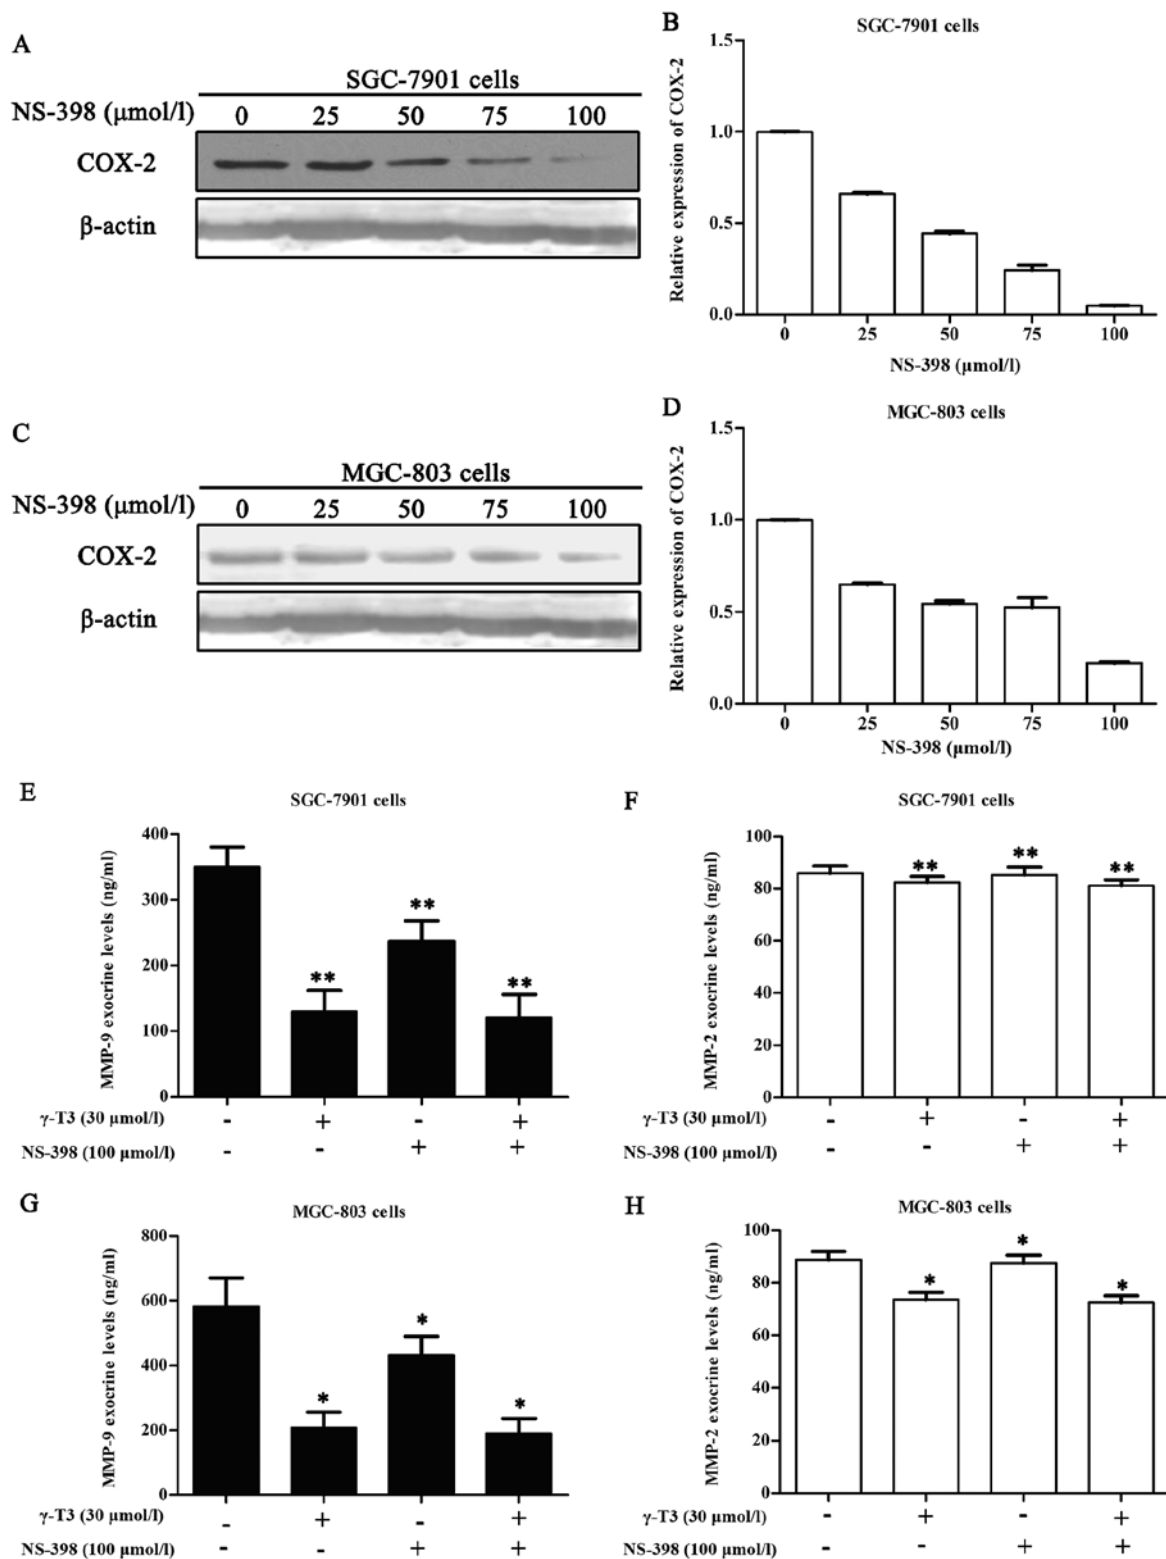 A
SGC-7901 cells
NS-398 (μmol/l) 0 25 50 75 100
COX-2
β-actin
B
SGC-7901 cells
Relative expression of COX-2
1.5
1.0
0.5
0.0
0 25 50 75 100
NS-398 (μmol/l)
C
MGC-803 cells
NS-398 (μmol/l) 0 25 50 75 100
COX-2
β-actin
D
MGC-803 cells
Relative expression of COX-2
1.5
1.0
0.5
0.0
0 25 50 75 100
NS-398 (μmol/l)
E
SGC-7901 cells
MMP-9 exocrine levels (ng/ml)
400
300
200
100
0
** ** **
γ-T3 (30 μmol/l) - + - +
NS-398 (100 μmol/l) - - + +
F
SGC-7901 cells
MMP-2 exocrine levels (ng/ml)
100
80
60
40
20
0
** ** **
γ-T3 (30 μmol/l) - + - +
NS-398 (100 μmol/l) - - + +
G
MGC-803 cells
MMP-9 exocrine levels (ng/ml)
800
600
400
200
0
* * *
γ-T3 (30 μmol/l) - + - +
NS-398 (100 μmol/l) - - + +
H
MGC-803 cells
MMP-2 exocrine levels (ng/ml)
100
80
60
40
20
0
* * *
γ-T3 (30 μmol/l) - + - +
NS-398 (100 μmol/l) - - + +